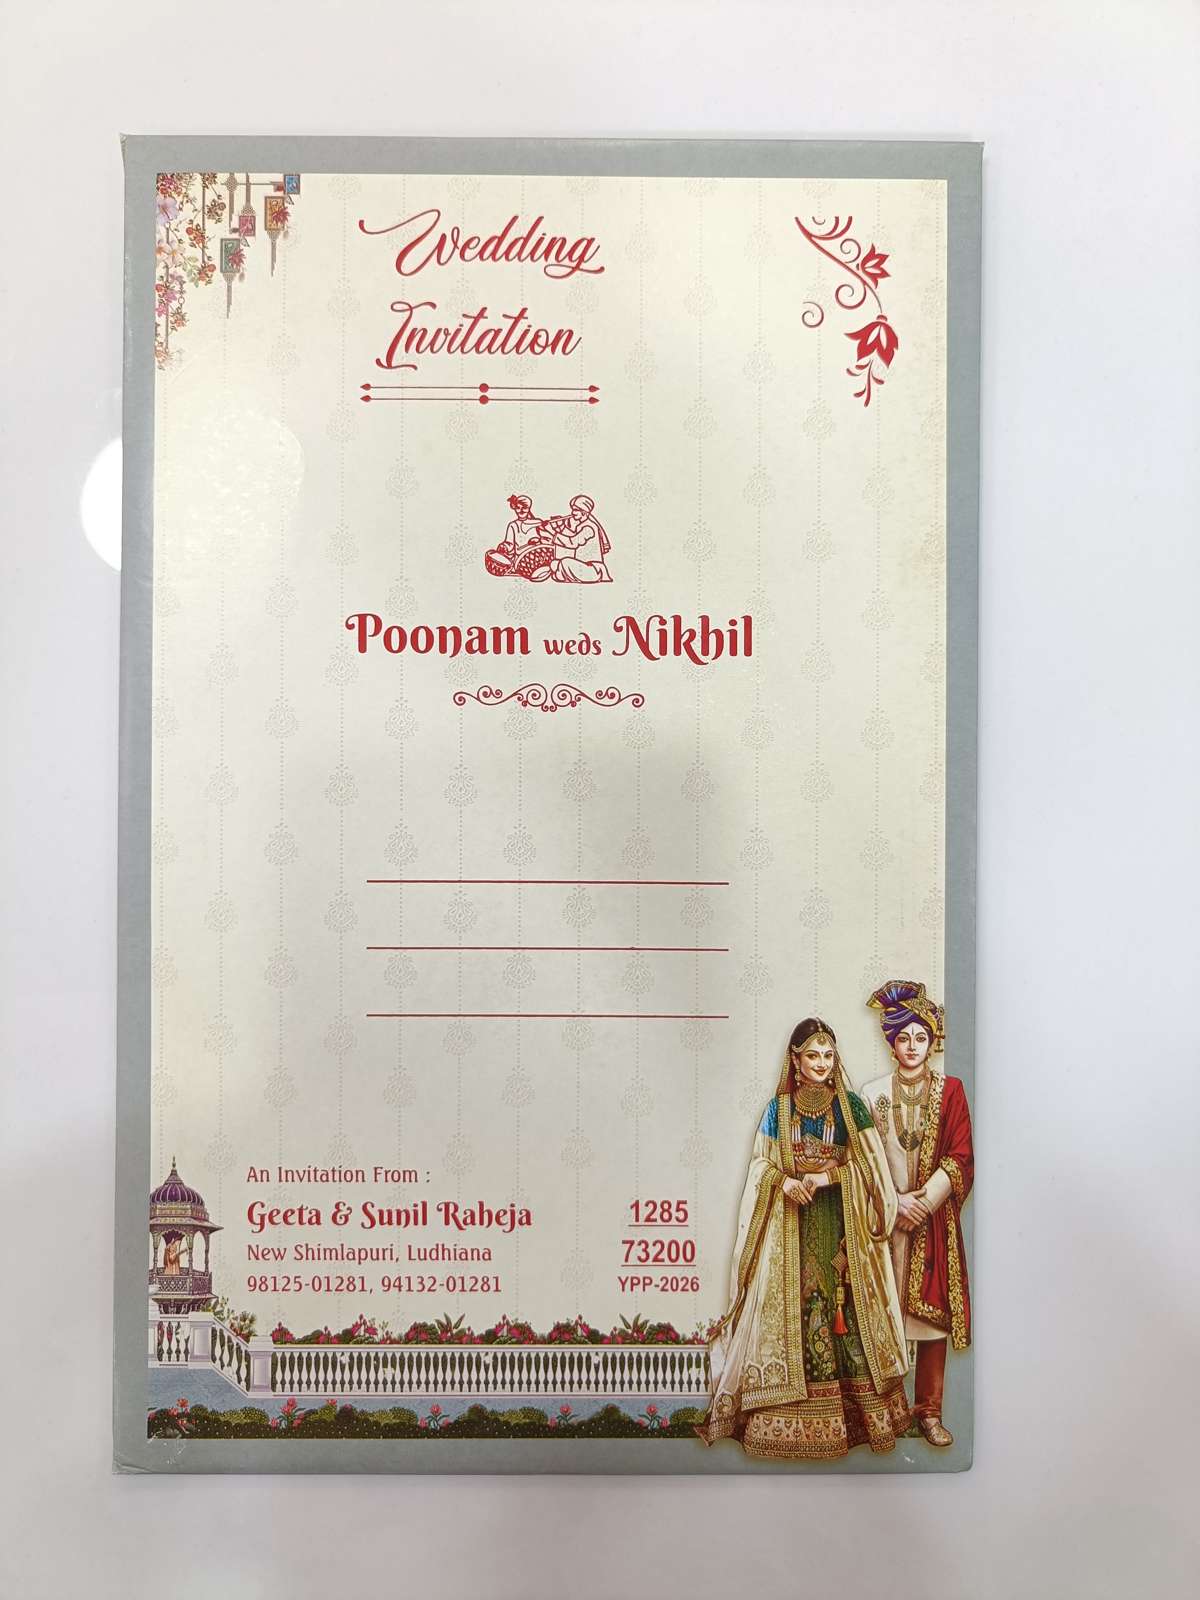 Wedding
Invitation
Poonam weds Nikhil
An Invitation From :
Geeta & Sunil Raheja
New Shimlapuri, Ludhiana
98125-01281, 94132-01281
1285
73200
YPP-2026